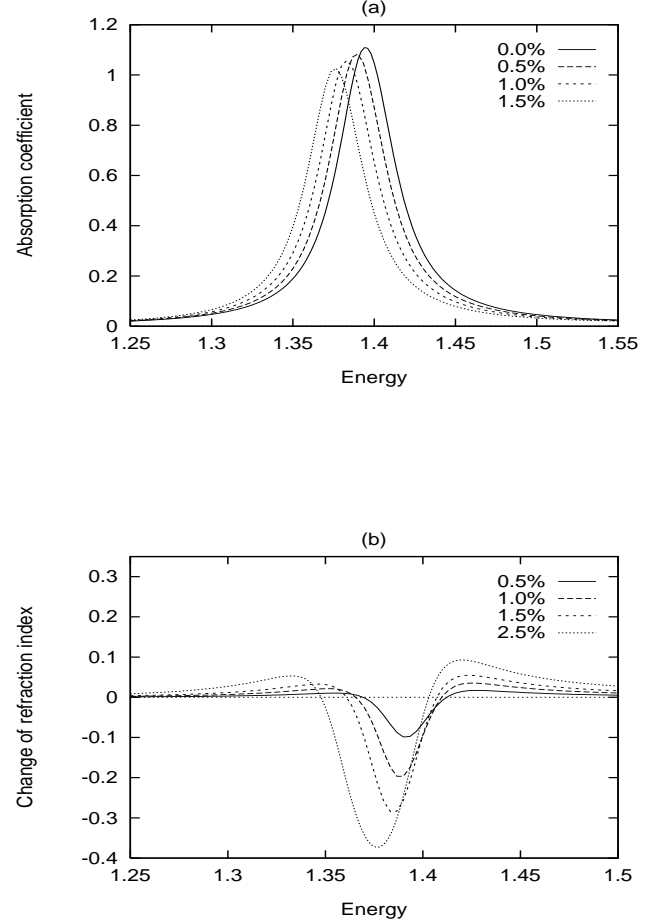 (a)
1.2
1
0.8
0.6
0.4
0.2
0
Absorption coefficient
0.0%
0.5%
1.0%
1.5%
1.25 1.3 1.35 1.4 1.45 1.5 1.55
Energy
(b)
0.3
0.2
0.1
0
-0.1
-0.2
-0.3
-0.4
Change of refraction index
0.5%
1.0%
1.5%
2.5%
1.25 1.3 1.35 1.4 1.45 1.5
Energy